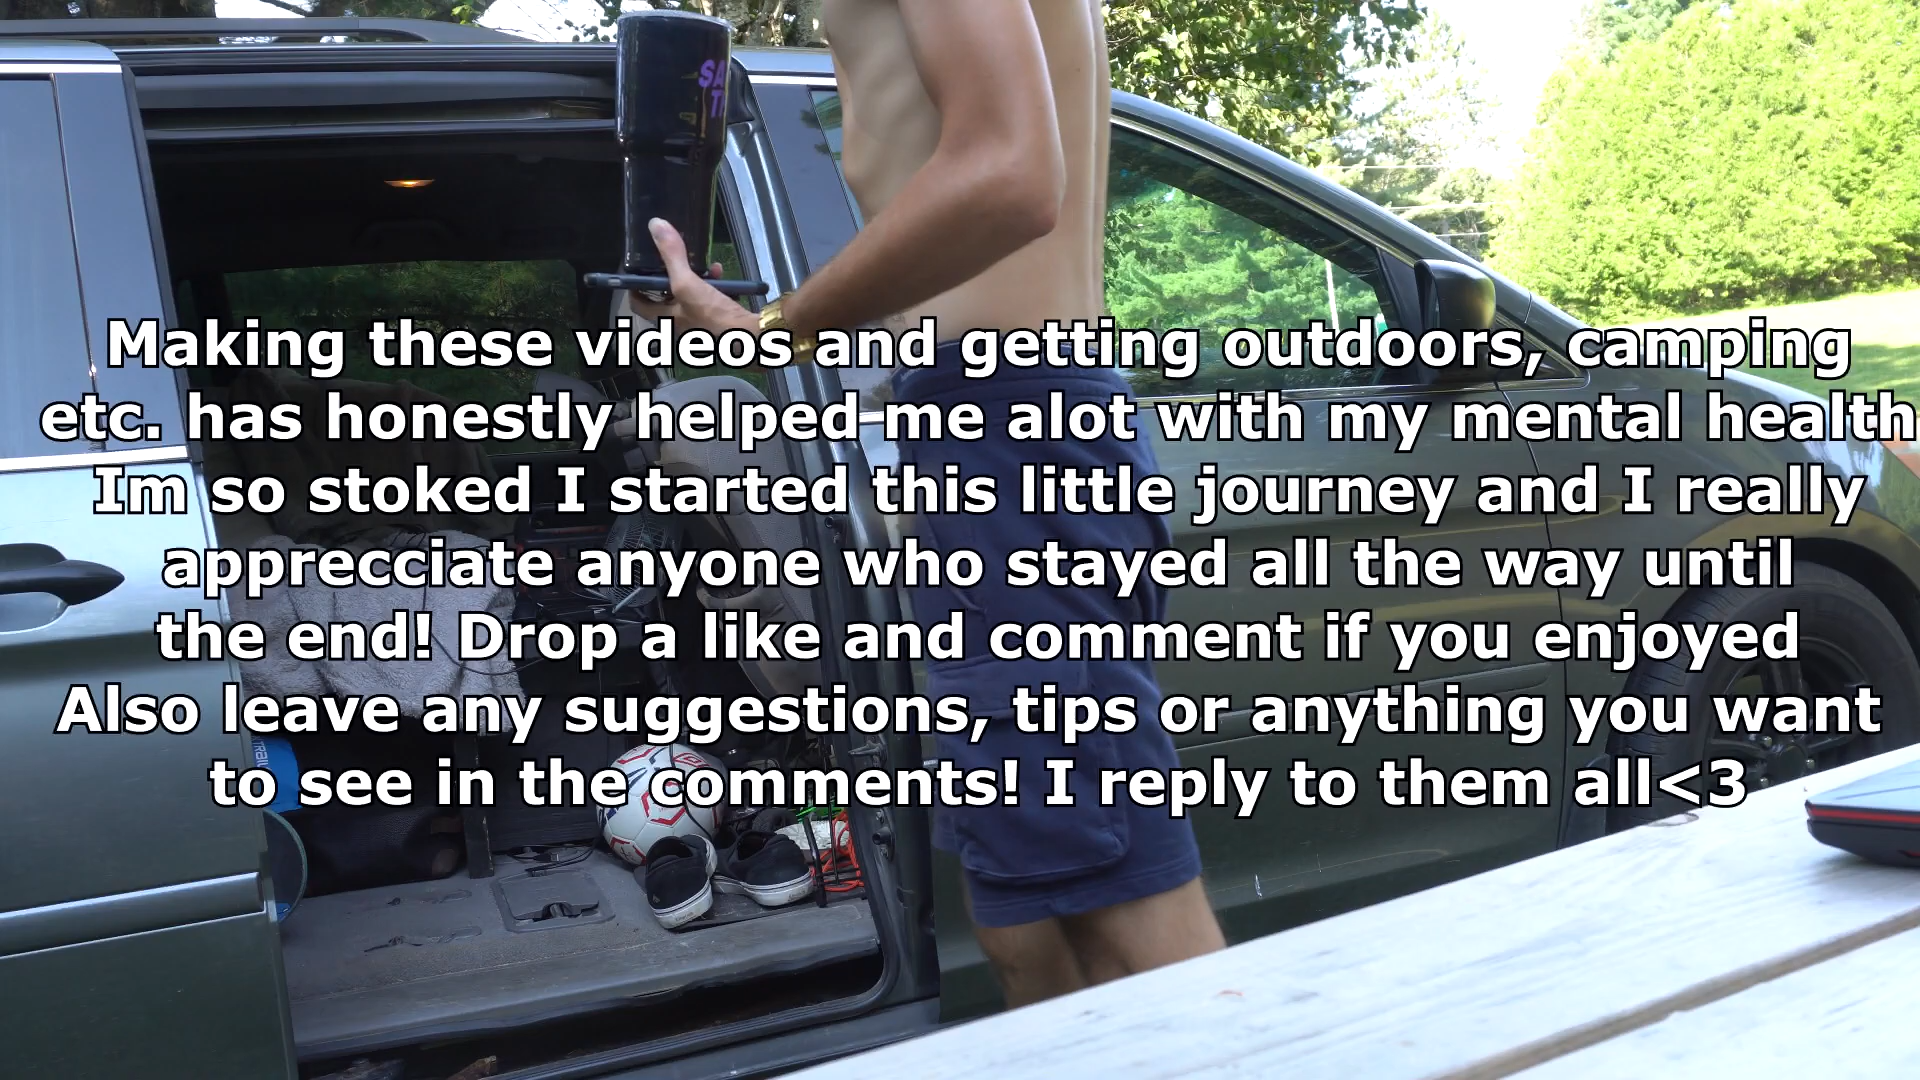 SA
T
Making these videos and getting outdoors, camping
etc. has honestly helped me alot with my mental health
Im so stoked I started this little journey and I really
apprecciate anyone who stayed all the way until
the end! Drop a like and comment if you enjoyed
Also leave any suggestions, tips or anything you want
to see in the comments! I reply to them all<3